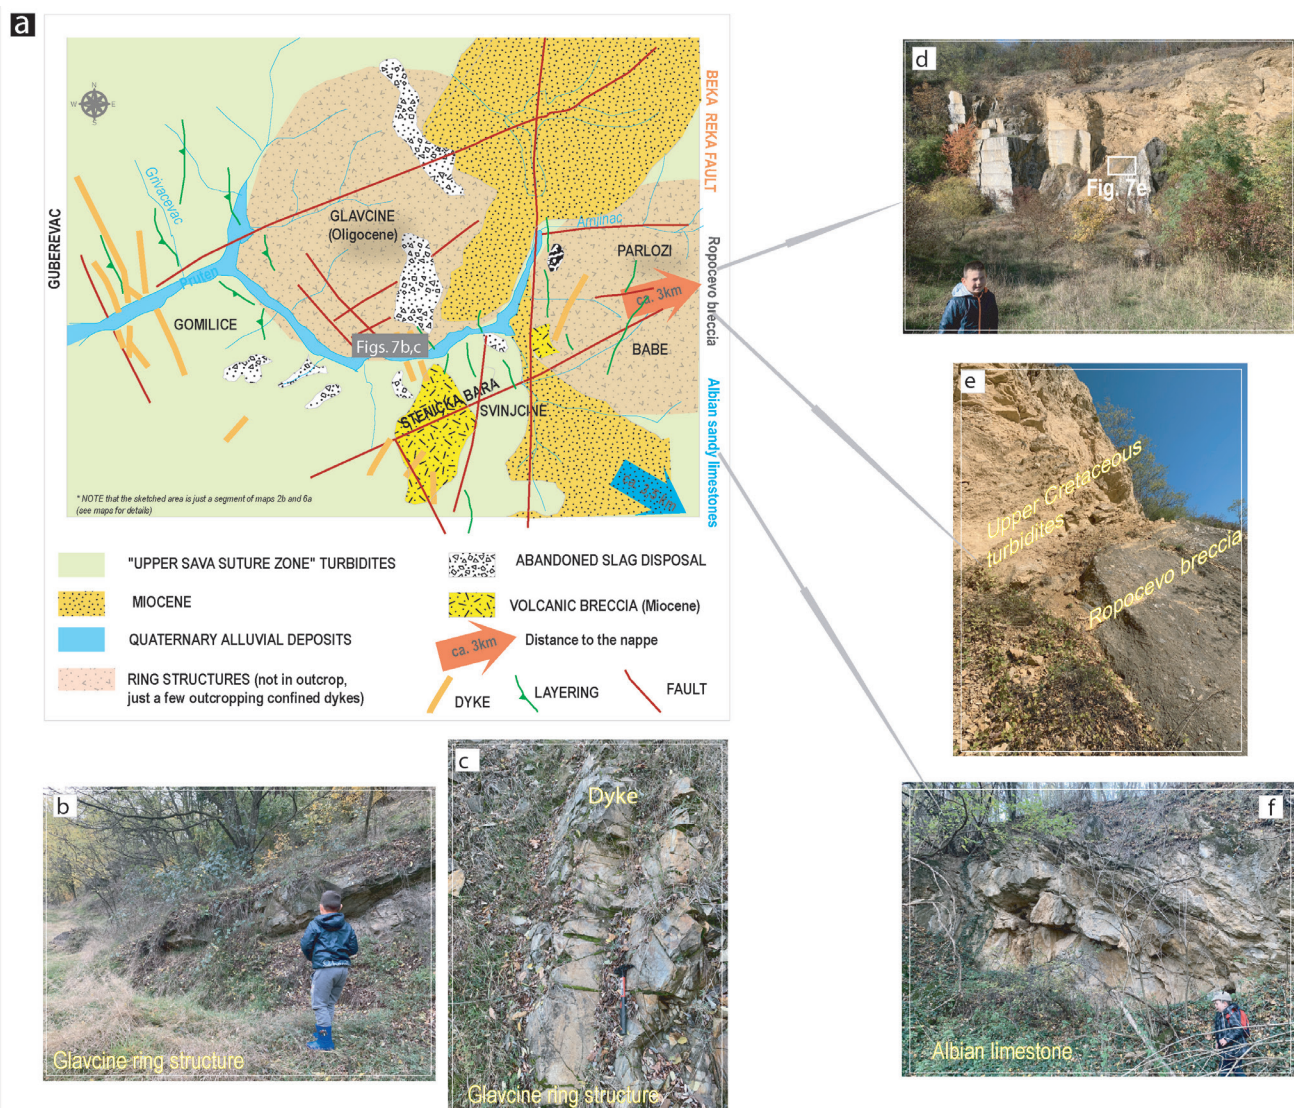 a
N
W E
S
GUBEREVAC
Grivacevac
Pruten
GOMILICE
GLAVCINE
(Oligocene)
Figs. 7b,c
STENICKA BARA
SVINJCINE
PARLOZI
ca. 3km
BABE
BEKA REKA FAULT
Ropocevo breccia
Albian sandy limestones
* NOTE that the sketched area is just a segment of maps 2b and 6a
(see maps for details)
"UPPER SAVA SUTURE ZONE" TURBIDITES
MIOCENE
QUATERNARY ALLUVIAL DEPOSITS
RING STRUCTURES (not in outcrop,
just a few outcropping confined dykes)
ABANDONED SLAG DISPOSAL
VOLCANIC BRECCIA (Miocene)
ca. 3km
Distance to the nappe
DYKE
LAYERING
FAULT
b
Glavcine ring structure
c
Dyke
Glavcine ring structure
d
Fig. 7e
e
Upper Cretaceous
turbidites
Ropocevo breccia
f
Albian limestone